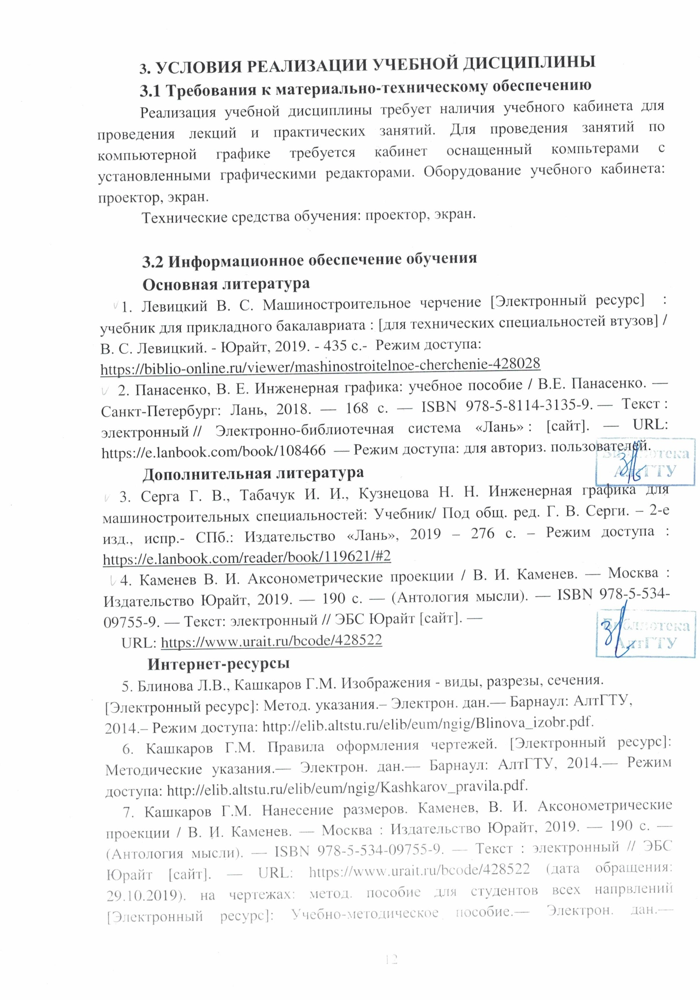 3. УСЛОВИЯ РЕАЛИЗАЦИИ УЧЕБНОЙ ДИСЦИПЛИНЫ
3.1 Требования к материально-техническому обеспечению
Реализация учебной дисциплины требует наличия учебного кабинета для
проведения лекций и практических занятий. Для проведения занятий по
компьютерной графике требуется кабинет оснащенный компьтерами с
установленными графическими редакторами. Оборудование учебного кабинета:
проектор, экран.
Технические средства обучения: проектор, экран.
3.2 Информационное обеспечение обучения
Основная литература
1. Левицкий В. С. Машиностроительное черчение [Электронный ресурс] :
учебник для прикладного бакалавриата : [для технических специальностей втузов] /
В. С. Левицкий. - Юрайт, 2019. - 435 с.- Режим доступа:
https://biblio-online.ru/viewer/mashinostroitelnoe-cherchenie-428028
2. Панасенко, В. Е. Инженерная графика: учебное пособие / В.Е. Панасенко. —
Санкт-Петербург: Лань, 2018. — 168 с. — ISBN 978-5-8114-3135-9. — Текст :
электронный // Электронно-библиотечная система «Лань» : [сайт]. — URL:
https://e.lanbook.com/book/108466 — Режим доступа: для авториз. пользователей.
Библиотека
АлтГТУ
Дополнительная литература
3. Серга Г. В., Табачук И. И., Кузнецова Н. Н. Инженерная графика для
машиностроительных специальностей: Учебник/ Под общ. ред. Г. В. Серги. – 2-е
изд., испр.- СПб.: Издательство «Лань», 2019 – 276 с. – Режим доступа :
https://e.lanbook.com/reader/book/119621/#2
4. Каменев В. И. Аксонометрические проекции / В. И. Каменев. — Москва :
Издательство Юрайт, 2019. — 190 с. — (Антология мысли). — ISBN 978-5-534-
09755-9. — Текст: электронный // ЭБС Юрайт [сайт]. —
Библиотека
АлтГТУ
URL: https://www.urait.ru/bcode/428522
Интернет-ресурсы
5. Блинова Л.В., Кашкаров Г.М. Изображения - виды, разрезы, сечения.
[Электронный ресурс]: Метод. указания.– Электрон. дан.— Барнаул: АлтГТУ,
2014.– Режим доступа: http://elib.altstu.ru/elib/eum/ngig/Blinova_izobr.pdf.
6. Кашкаров Г.М. Правила оформления чертежей. [Электронный ресурс]:
Методические указания.— Электрон. дан.— Барнаул: АлтГТУ, 2014.— Режим
доступа: http://elib.altstu.ru/elib/eum/ngig/Kashkarov_pravila.pdf.
7. Кашкаров Г.М. Нанесение размеров. Каменев, В. И. Аксонометрические
проекции / В. И. Каменев. — Москва : Издательство Юрайт, 2019. — 190 с. —
(Антология мысли). — ISBN 978-5-534-09755-9. — Текст : электронный // ЭБС
Юрайт [сайт]. — URL: https://www.urait.ru/bcode/428522 (дата обращения:
29.10.2019). на чертежах: метод. пособие для студентов всех напрвлений
[Электронный ресурс]: Учебно-методическое пособие.— Электрон. дан.—
12